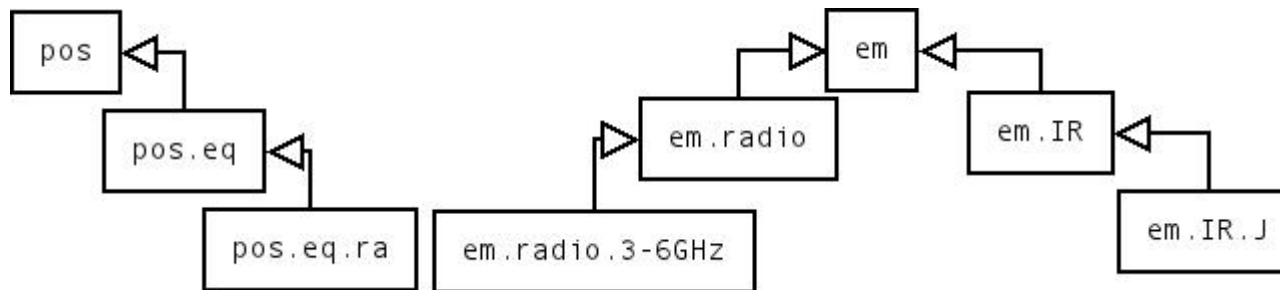 pos
em
pos.eq
em.radio
em.IR
pos.eq.ra
em.radio.3-6GHz
em.IR.J